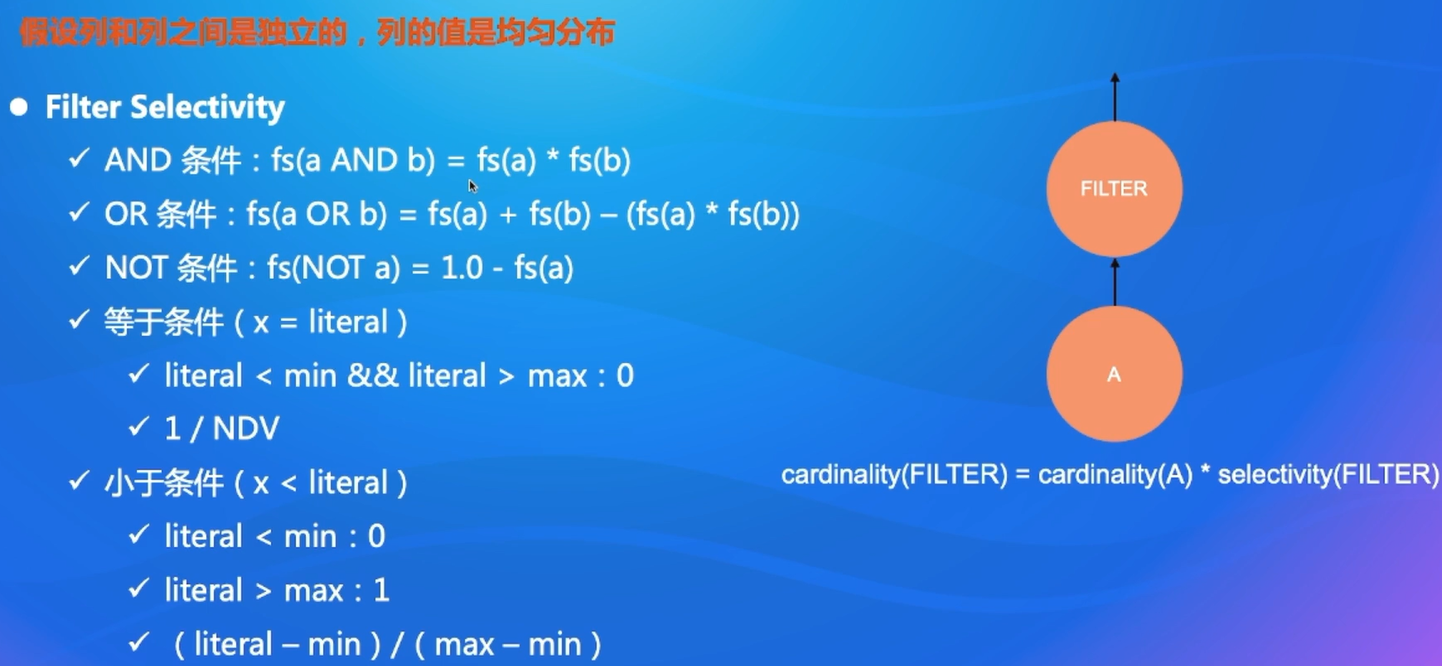 假设列和列之间是独立的，列的值是均匀分布
Filter Selectivity
AND 条件：fs(a AND b) = fs(a) * fs(b)
OR 条件：fs(a OR b) = fs(a) + fs(b) – (fs(a) * fs(b))
NOT 条件：fs(NOT a) = 1.0 - fs(a)
等于条件（x = literal）
literal < min && literal > max：0
1 / NDV
小于条件（x < literal）
literal < min：0
literal > max：1
（literal – min）/（max – min）
FILTER
A
cardinality(FILTER) = cardinality(A) * selectivity(FILTER)